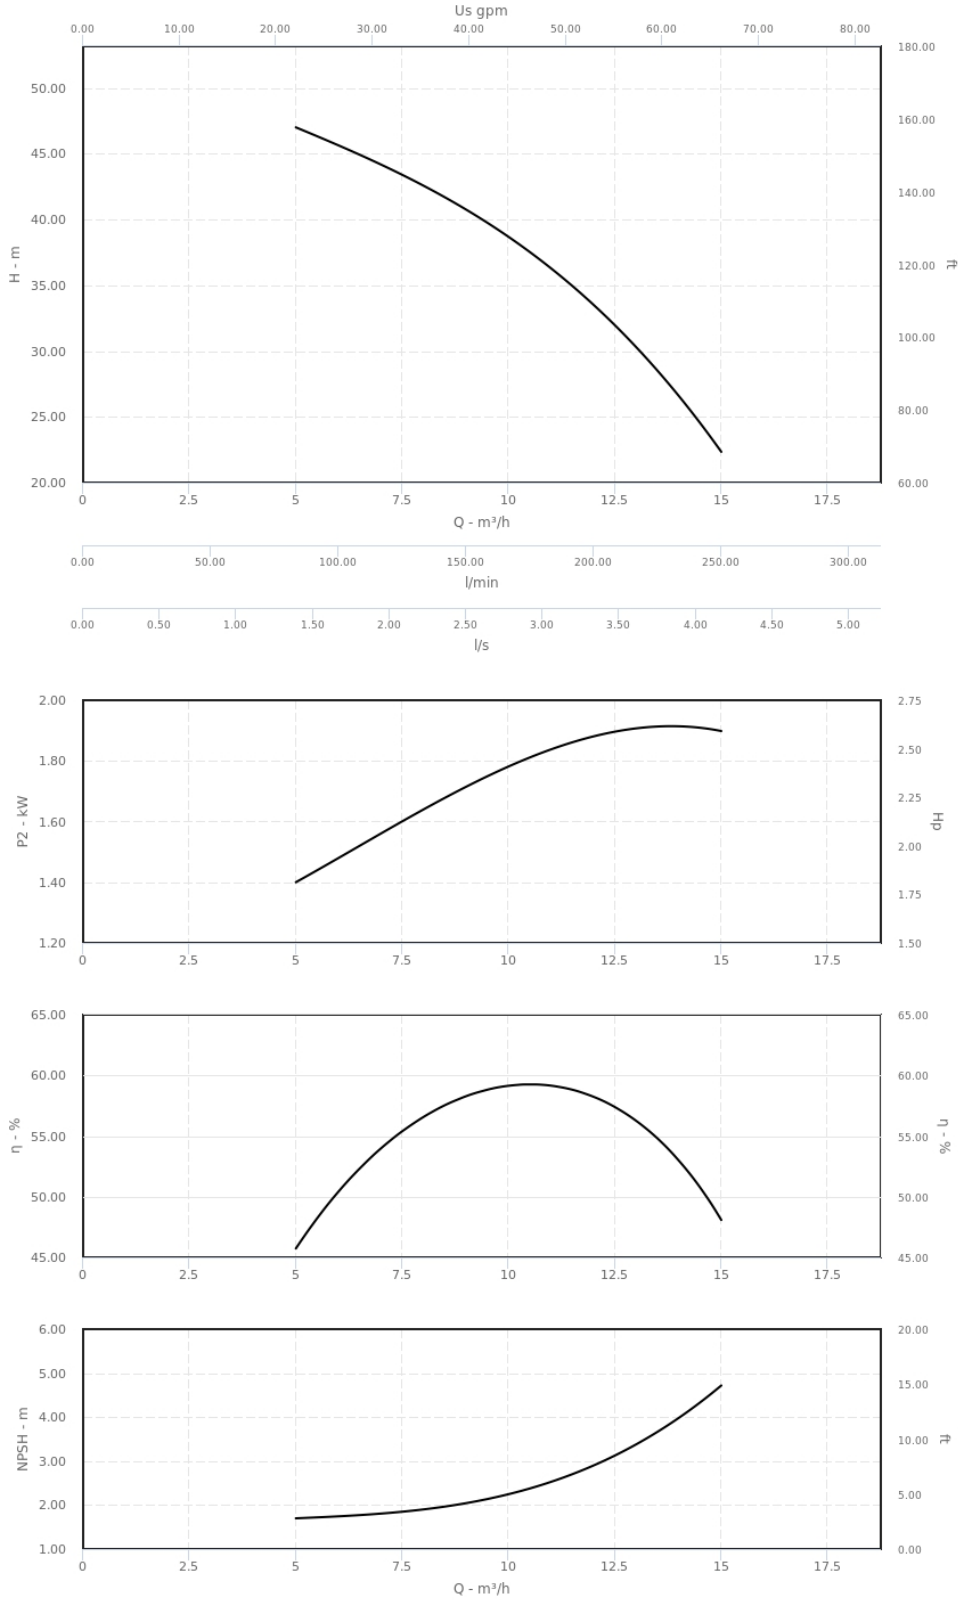 Us gpm
0.00 10.00 20.00 30.00 40.00 50.00 60.00 70.00 80.00
180.00
50.00
160.00
45.00
140.00
40.00
H - m
120.00
ft
35.00
100.00
30.00
80.00
25.00
20.00
60.00
0 2.5 5 7.5 10 12.5 15 17.5
Q - m³/h
0.00 50.00 100.00 150.00 200.00 250.00 300.00
l/min
0.00 0.50 1.00 1.50 2.00 2.50 3.00 3.50 4.00 4.50 5.00
l/s
2.00
2.75
2.50
1.80
2.25
P2 - kW
1.60
Hp
2.00
1.40
1.75
1.20
1.50
0 2.5 5 7.5 10 12.5 15 17.5
65.00
65.00
60.00
60.00
η - %
55.00
55.00
η - %
50.00
50.00
45.00
45.00
0 2.5 5 7.5 10 12.5 15 17.5
6.00
20.00
5.00
15.00
4.00
NPSH - m
10.00
ft
3.00
5.00
2.00
1.00
0.00
0 2.5 5 7.5 10 12.5 15 17.5
Q - m³/h